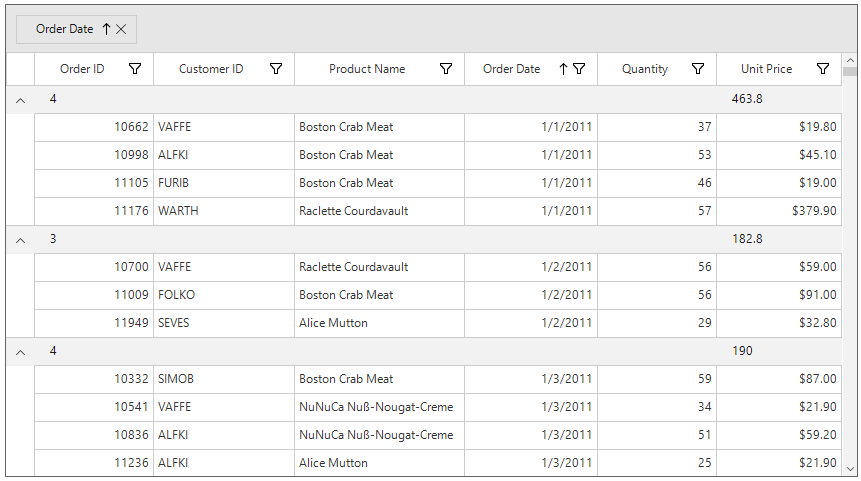 Order Date
Order ID Customer ID Product Name Order Date Quantity Unit Price
4 463.8
10662 VAFFE Boston Crab Meat 1/1/2011 37 $19.80
10998 ALFKI Boston Crab Meat 1/1/2011 53 $45.10
11105 FURIB Boston Crab Meat 1/1/2011 46 $19.00
11176 WARTH Raclette Courdavault 1/1/2011 57 $379.90
3 182.8
10700 VAFFE Raclette Courdavault 1/2/2011 56 $59.00
11009 FOLKO Boston Crab Meat 1/2/2011 56 $91.00
11949 SEVES Alice Mutton 1/2/2011 29 $32.80
4 190
10332 SIMOB Boston Crab Meat 1/3/2011 59 $87.00
10541 VAFFE NuNuCa Nuß-Nougat-Creme 1/3/2011 34 $21.90
10836 ALFKI NuNuCa Nuß-Nougat-Creme 1/3/2011 51 $59.20
11236 ALFKI Alice Mutton 1/3/2011 25 $21.90